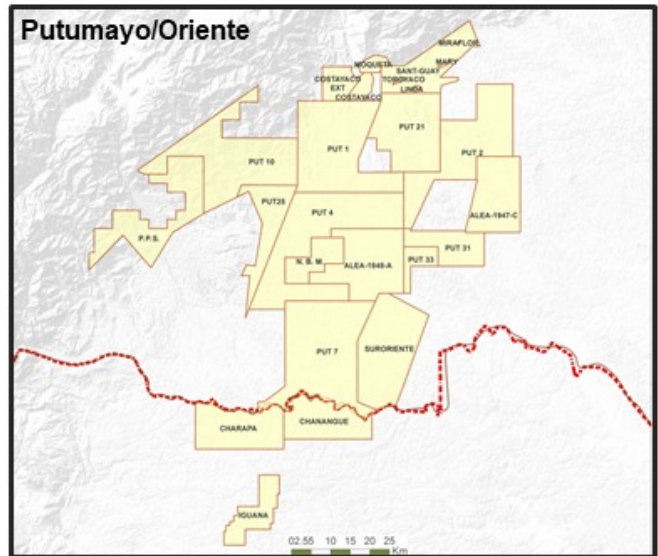 Putumayo/Oriente
MIRAFLOR
MOQUETA
MARY
COSTAYACO
EXT
SANT-GUAY
TOROYACO
LINDA
COSTAYACO
PUT 21
PUT 1
PUT 2
PUT 10
PUT25
PUT 4
ALEA-1947-C
P.P.S.
PUT 31
N. B. M.
ALEA-1848-A
PUT 33
PUT 7
SURORIENTE
CHARAPA
CHANANGUE
IGUANA
02.55 10 15 20 25
Km